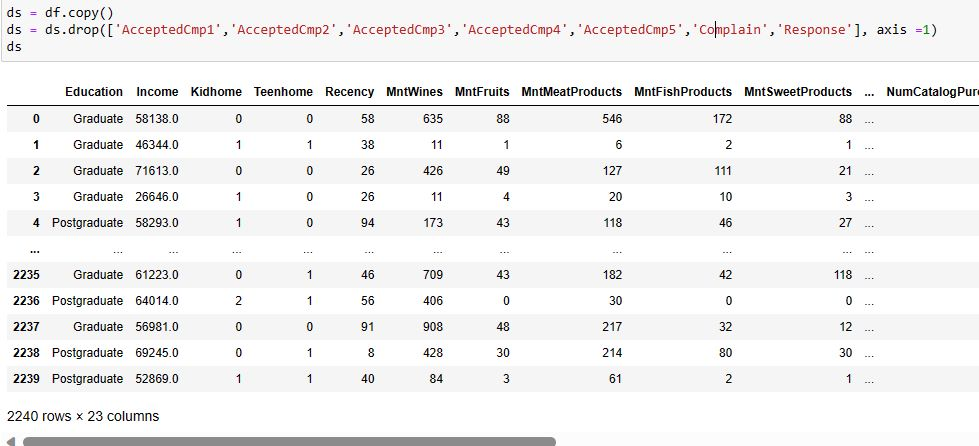 ds = df.copy()
ds = ds.drop(['AcceptedCmp1','AcceptedCmp2','AcceptedCmp3','AcceptedCmp4','AcceptedCmp5','Complain','Response'], axis =1)
ds
Education Income Kidhome Teenhome Recency MntWines MntFruits MntMeatProducts MntFishProducts MntSweetProducts ... NumCatalogPurc
0 Graduate 58138.0 0 0 58 635 88 546 172 88 ...
1 Graduate 46344.0 1 1 38 11 1 6 2 1 ...
2 Graduate 71613.0 0 0 26 426 49 127 111 21 ...
3 Graduate 26646.0 1 0 26 11 4 20 10 3 ...
4 Postgraduate 58293.0 1 0 94 173 43 118 46 27 ...
... ... ... ... ... ... ... ... ... ... ... ...
2235 Graduate 61223.0 0 1 46 709 43 182 42 118 ...
2236 Postgraduate 64014.0 2 1 56 406 0 30 0 0 ...
2237 Graduate 56981.0 0 0 91 908 48 217 32 12 ...
2238 Postgraduate 69245.0 0 1 8 428 30 214 80 30 ...
2239 Postgraduate 52869.0 1 1 40 84 3 61 2 1 ...
2240 rows × 23 columns